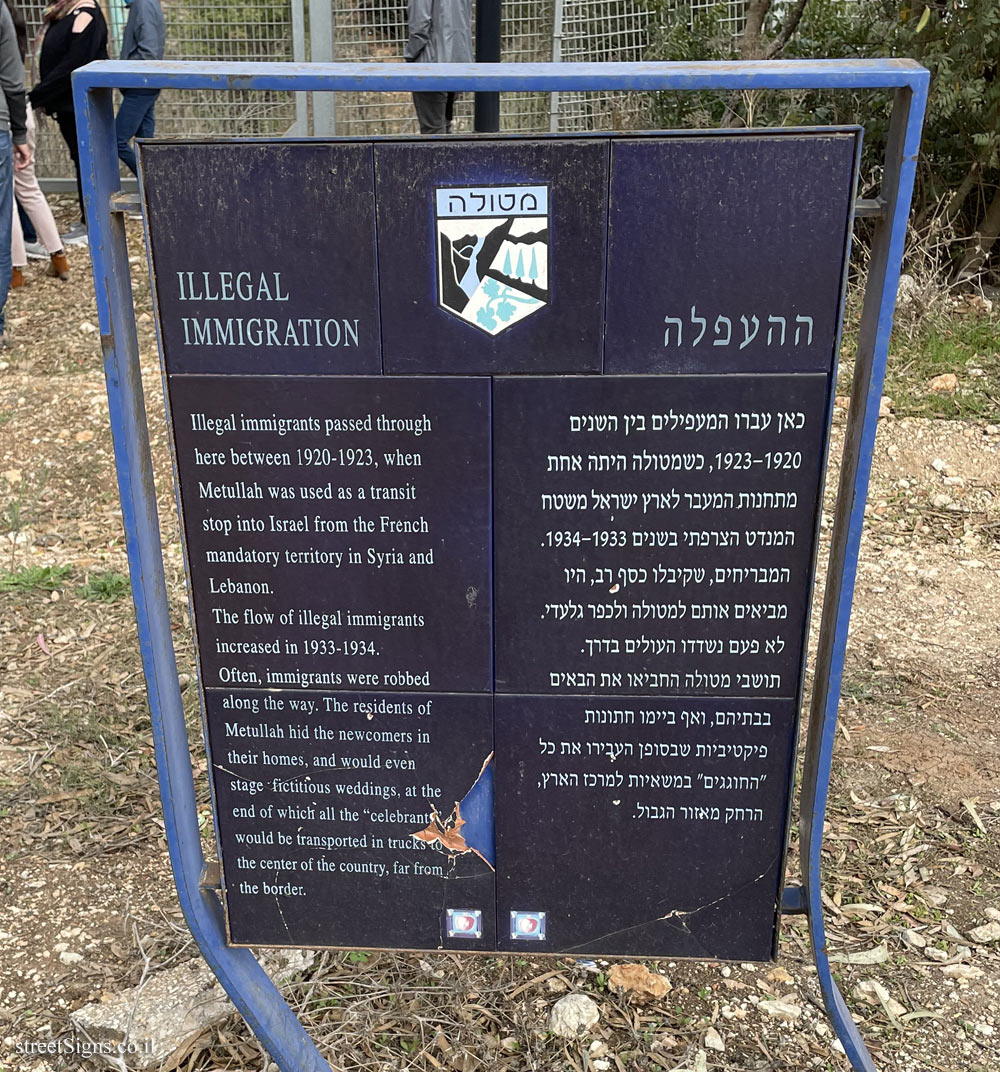 מטולה
ILLEGAL
IMMIGRATION
ההעפלה
Illegal immigrants passed through
here between 1920-1923, when
Metullah was used as a transit
stop into Israel from the French
mandatory territory in Syria and
Lebanon.
The flow of illegal immigrants
increased in 1933-1934.
Often, immigrants were robbed
along the way. The residents of
Metullah hid the newcomers in
their homes, and would even
stage fictitious weddings, at the
end of which all the "celebrant
would be transported in trucks to
the center of the country, far from
the border.
כאן עברו המעפילים בין השנים
1920–1923, כשמטולה היתה אחת
מתחנות המעבר לארץ ישראל משטח
המנדט הצרפתי בשנים 1933–1934.
המבריחים, שקיבלו כסף רב, היו
מביאים אותם למטולה ולכפר גלעדי.
לא פעם נשדדו העולים בדרך.
תושבי מטולה החביאו את הבאים
בבתיהם, ואף ביימו חתונות
פיקטיביות שבסופן העבירו את כל
"החוגגים" במשאיות למרכז הארץ,
הרחק מאזור הגבול.
streetSigns.co.il